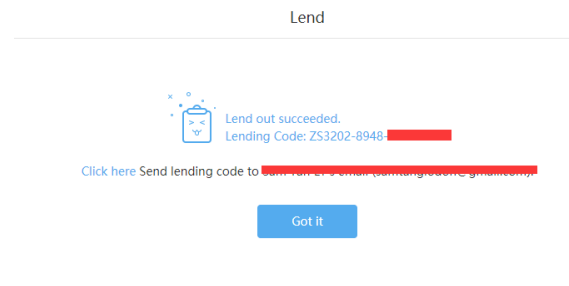 Lend
Lend out succeeded.
Lending Code: ZS3202-8948-
Click here Send lending code to
Got it